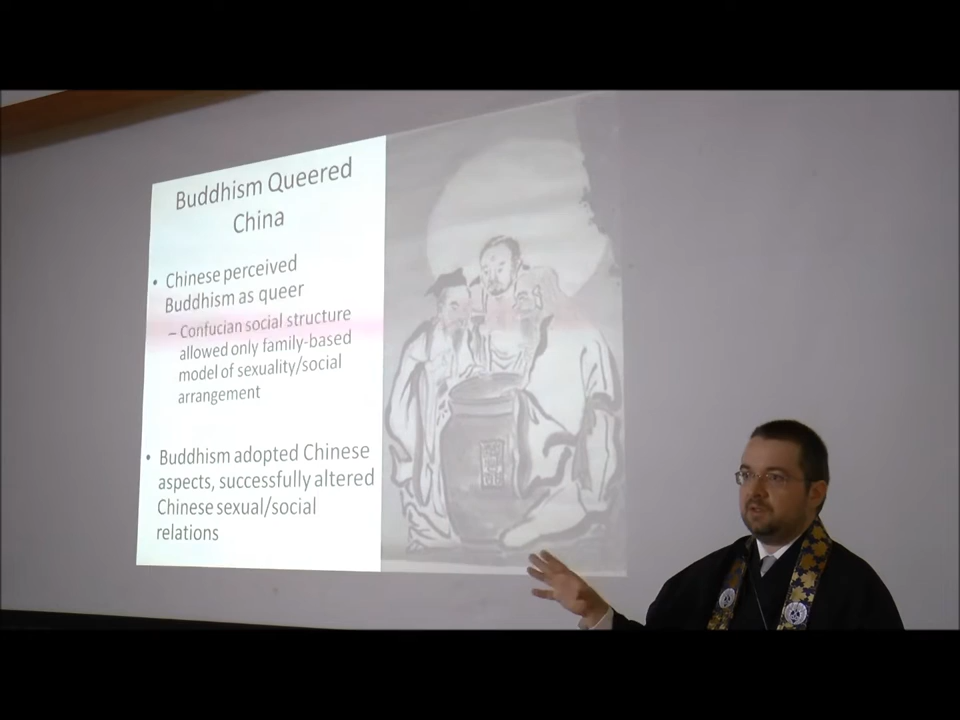 Buddhism Queered
China
• Chinese perceived
Buddhism as queer
– Confucian social structure
allowed only family-based
model of sexuality/social
arrangement
• Buddhism adopted Chinese
aspects, successfully altered
Chinese sexual/social
relations